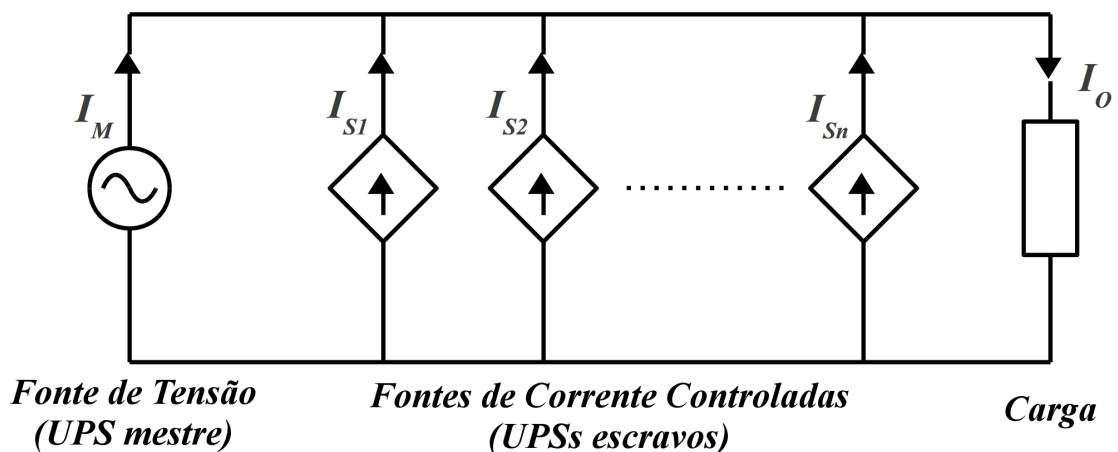 I_M
I_S1
I_S2
I_Sn
I_O
Fonte de Tensão
(UPS mestre)
Fontes de Corrente Controladas
(UPSs escravos)
Carga